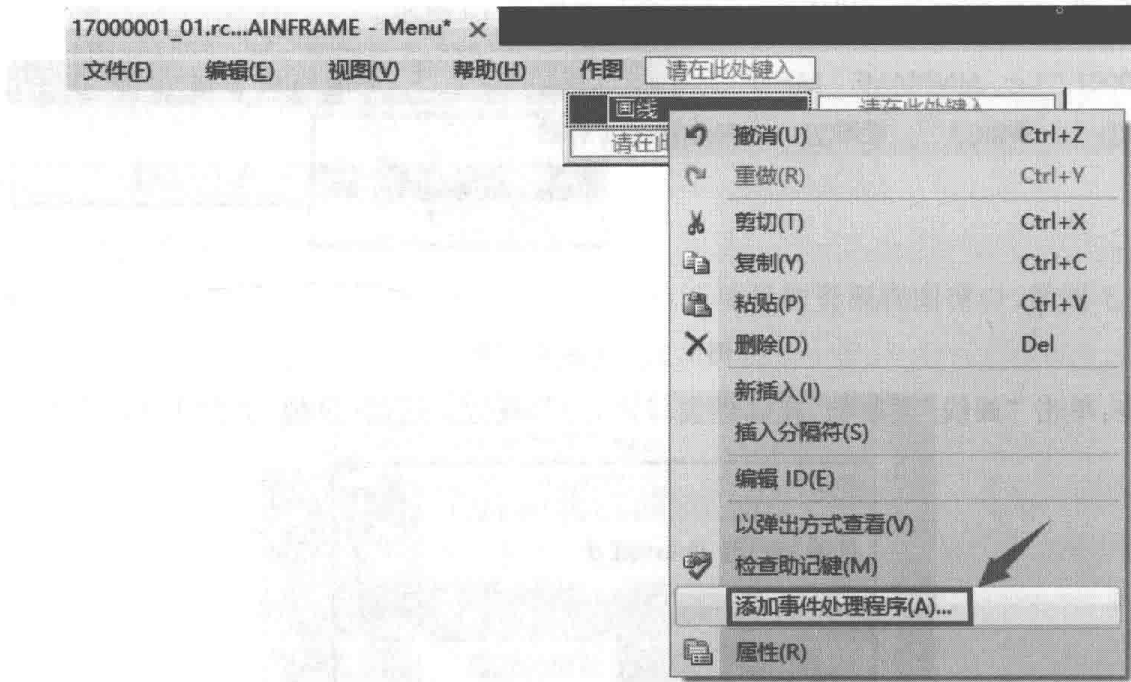 17000001_01.rc...AINFRAME - Menu* ×
文件(F) 编辑(E) 视图(V) 帮助(H) 作图 请在此处键入
画线 请在此处键入
请在此
撤消(U) Ctrl+Z
重做(R) Ctrl+Y
剪切(T) Ctrl+X
复制(Y) Ctrl+C
粘贴(P) Ctrl+V
删除(D) Del
新插入(I)
插入分隔符(S)
编辑 ID(E)
以弹出方式查看(V)
检查助记键(M)
添加事件处理程序(A)...
属性(R)